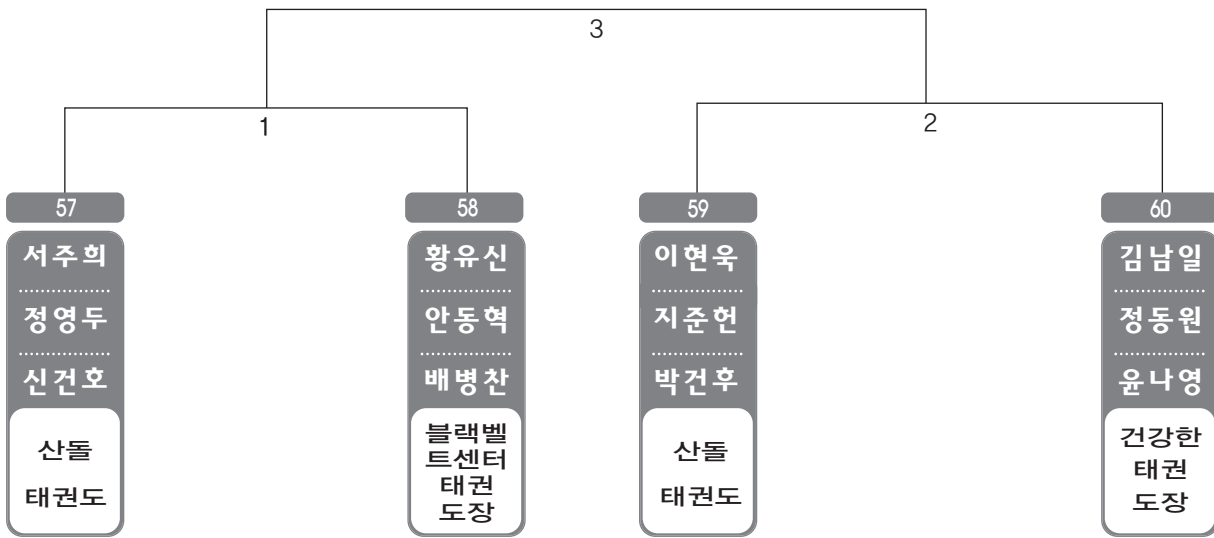 3
1
2
57
서주희
정영두
신건호
산돌
태권도
58
황유신
안동혁
배병찬
블랙벨
트센터
태권
도장
59
이현욱
지준헌
박건후
산돌
태권도
60
김남일
정동원
윤나영
건강한
태권
도장